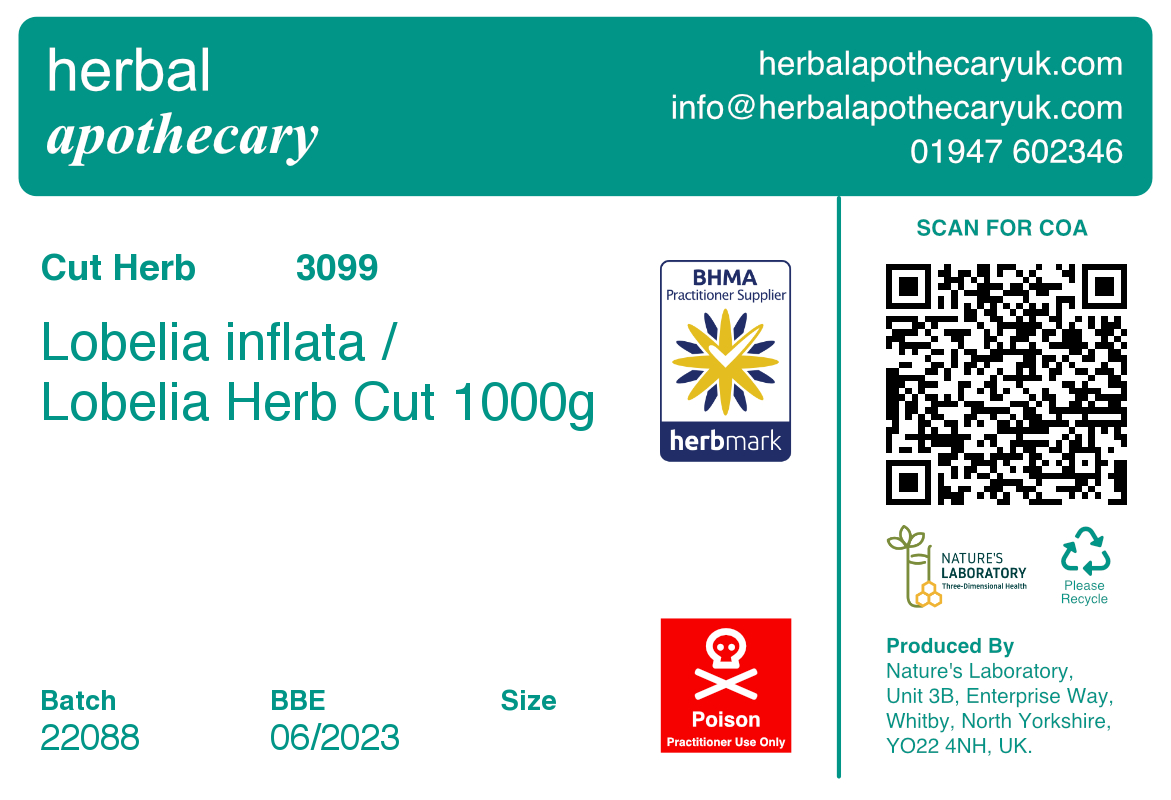 herbal
apothecary
herbalapothecaryuk.com
info@herbalapothecaryuk.com
01947 602346
Cut Herb 3099
Lobelia inflata /
Lobelia Herb Cut 1000g
BHMA
Practitioner Supplier
herbmark
Batch BBE Size
22088 06/2023
Poison
Practitioner Use Only
SCAN FOR COA
NATURE'S
LABORATORY
Three-Dimensional Health
Please
Recycle
Produced By
Nature's Laboratory,
Unit 3B, Enterprise Way,
Whitby, North Yorkshire,
YO22 4NH, UK.